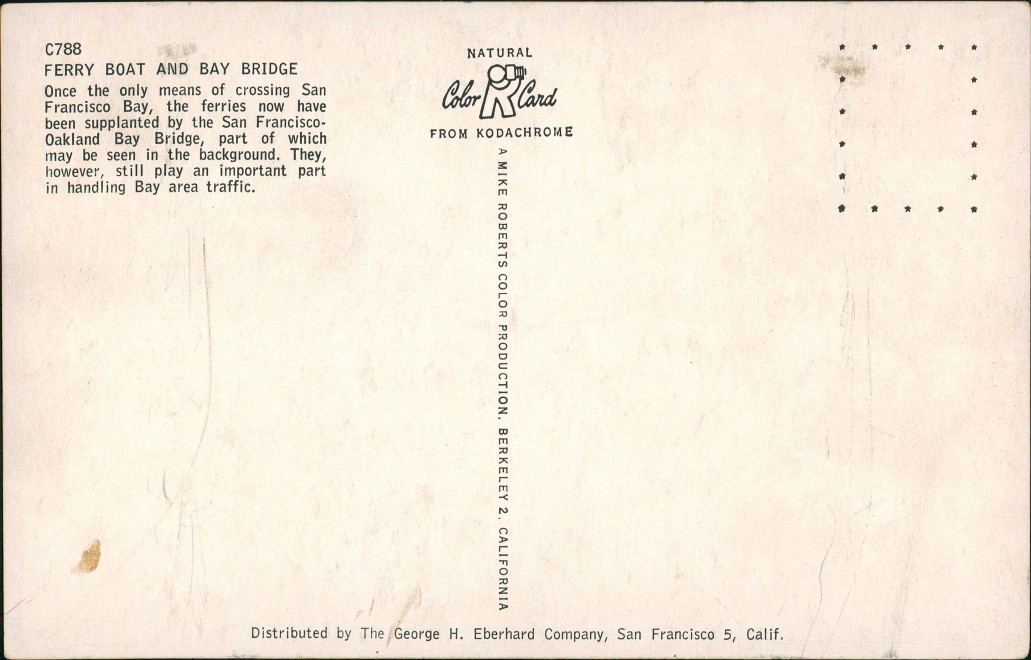 C788
FERRY BOAT AND BAY BRIDGE
Once the only means of crossing San
Francisco Bay, the ferries now have
been supplanted by the San Francisco-
Oakland Bay Bridge, part of which
may be seen in the background. They,
however, still play an important part
in handling Bay area traffic.
NATURAL
Color Card
FROM KODACHROME
A MIKE ROBERTS COLOR PRODUCTION. BERKELEY 2, CALIFORNIA
Distributed by The George H. Eberhard Company, San Francisco 5, Calif.